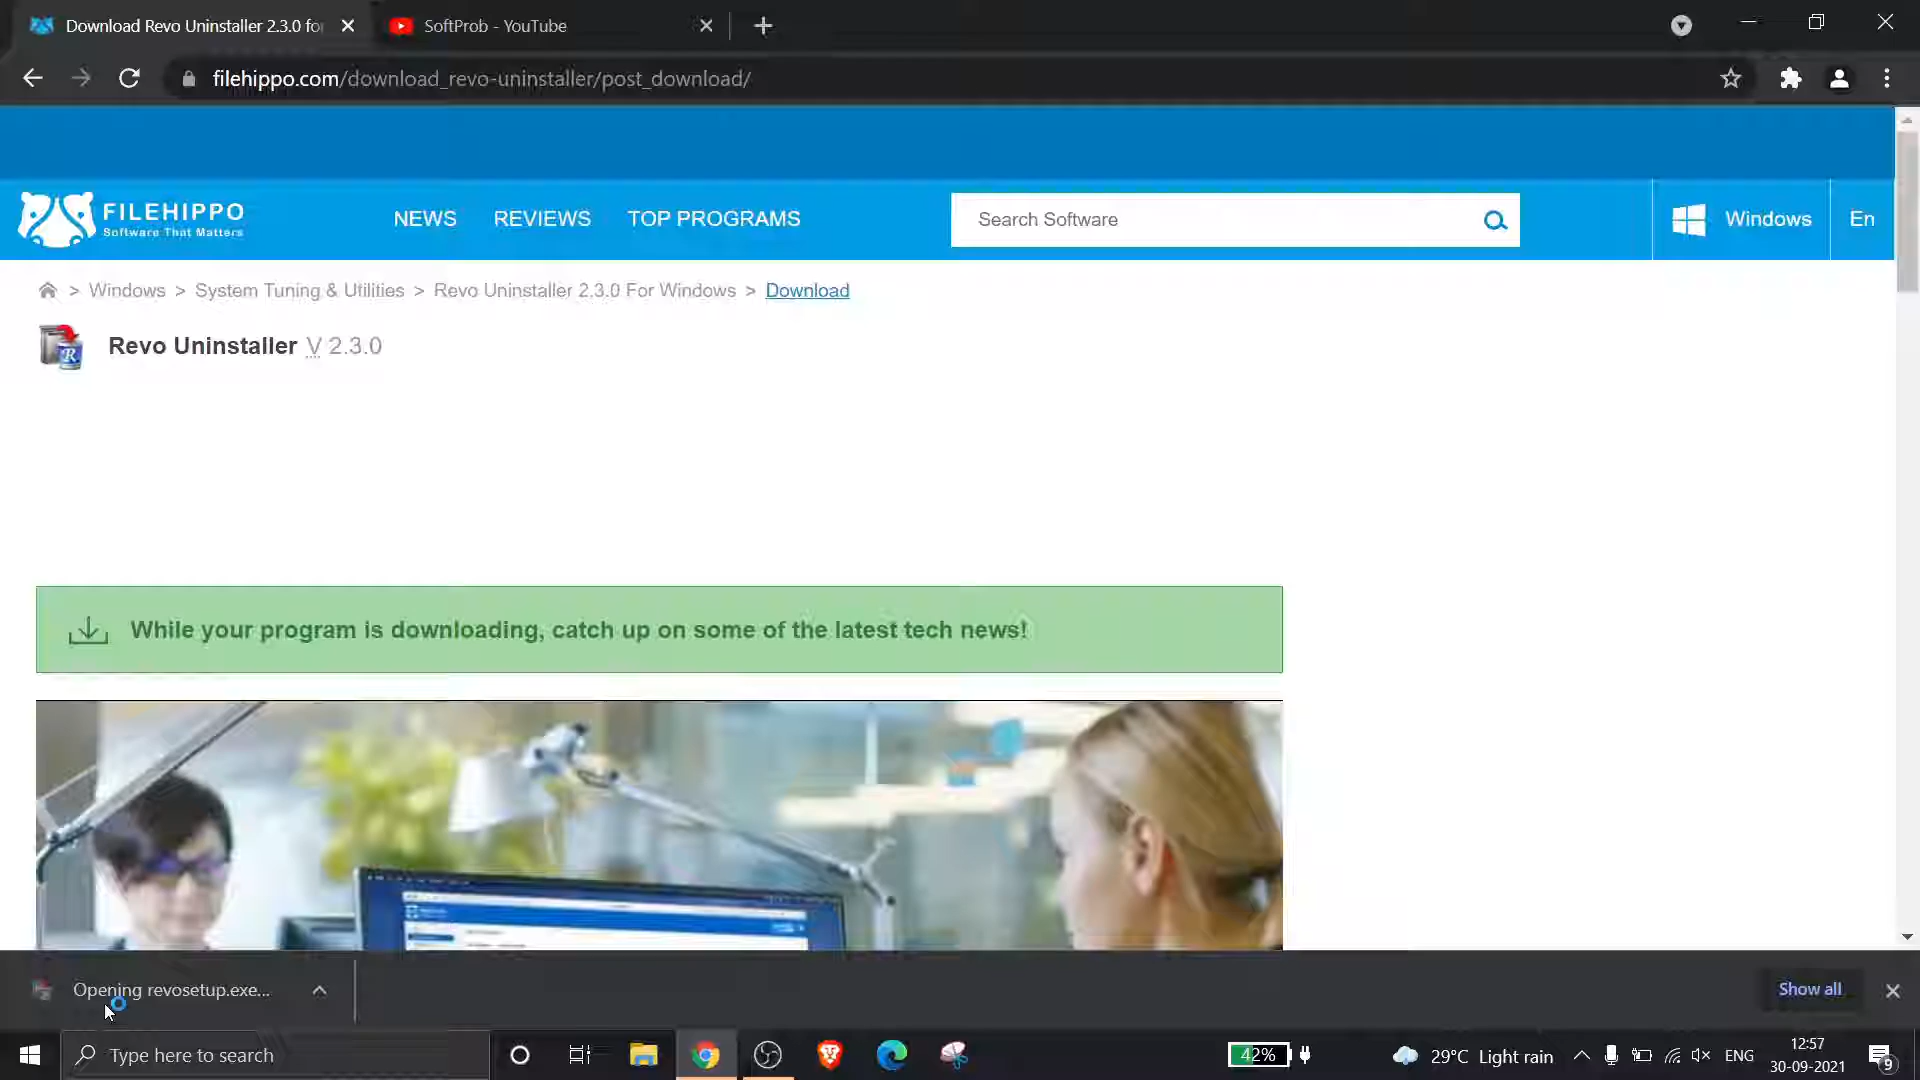 Download Revo Uninstaller 2.3.0 fo
SoftProb - YouTube
filehippo.com/download_revo-uninstaller/post_download/
FILEHIPPO
Software That Matters
NEWS
REVIEWS
TOP PROGRAMS
Search Software
Windows
En
> Windows > System Tuning & Utilities > Revo Uninstaller 2.3.0 For Windows > Download
R
Revo Uninstaller V 2.3.0
While your program is downloading, catch up on some of the latest tech news!
Opening revosetup.exe...
Show all
Type here to search
42%
29°C Light rain
ENG
12:57
30-09-2021
9